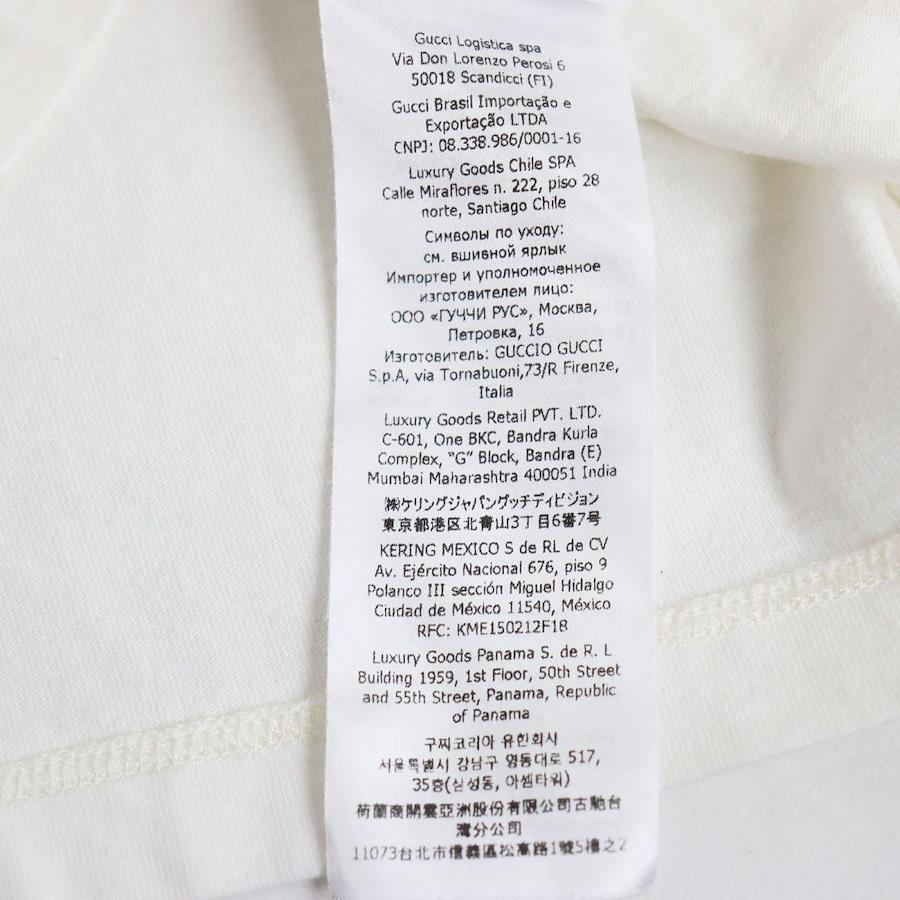 Gucci Logistica spa
Via Don Lorenzo Perosi 6
50018 Scandicci (FI)
Gucci Brasil Importação e
Exportação LTDA
CNPJ: 08.338.986/0001-16
Luxury Goods Chile SPA
Calle Miraflores n. 222, piso 28
norte, Santiago Chile
Символы по уходу:
см. вшивной ярлык
Импортер и уполномоченное
изготовителем лицо:
ООО «ГУЧЧИ РУС», Москва,
Петровка, 16
Изготовитель: GUCCIO GUCCI
S.p.A, via Tornabuoni,73/R Firenze,
Italia
Luxury Goods Retail PVT. LTD.
C-601, One BKC, Bandra Kurla
Complex, "G" Block, Bandra (E)
Mumbai Maharashtra 400051 India
㈱ケリングジャパングッチディビジョン
東京都港区北青山3丁目6番7号
KERING MEXICO S de RL de CV
Av. Ejército Nacional 676, piso 9
Polanco III sección Miguel Hidalgo
Ciudad de México 11540, México
RFC: KME150212F18
Luxury Goods Panama S. de R. L
Building 1959, 1st Floor, 50th Street
and 55th Street, Panama, Republic
of Panama
구찌코리아 유한회사
서울특별시 강남구 영동대로 517,
35층(삼성동, 아셈타워)
荷蘭商開雲亞洲股份有限公司古馳台
灣分公司
11073台北市信義區松高路1號5樓之2